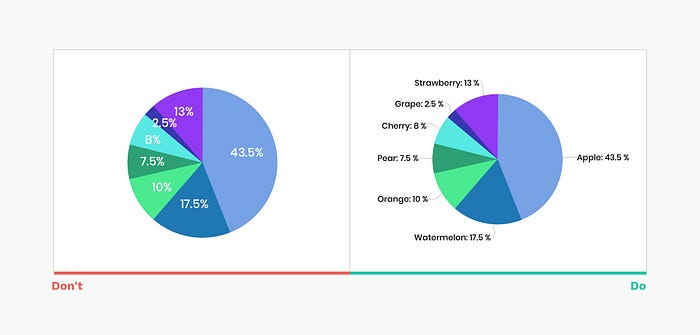 13%
2.5%
8%
7.5%
10%
17.5%
43.5%
Strawberry: 13 %
Grape: 2.5 %
Cherry: 8 %
Pear: 7.5 %
Orange: 10 %
Watermelon: 17.5 %
Apple: 43.5 %
Don't
Do